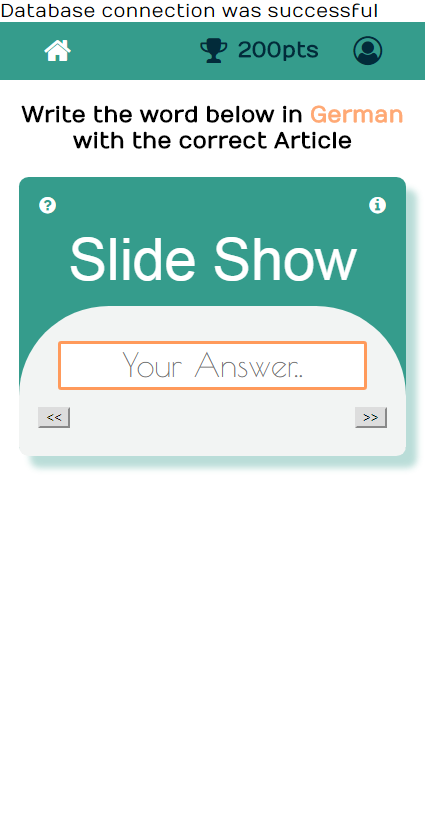 Database connection was successful
200pts
Write the word below in German
with the correct Article
Slide Show
Your Answer..
<< >>